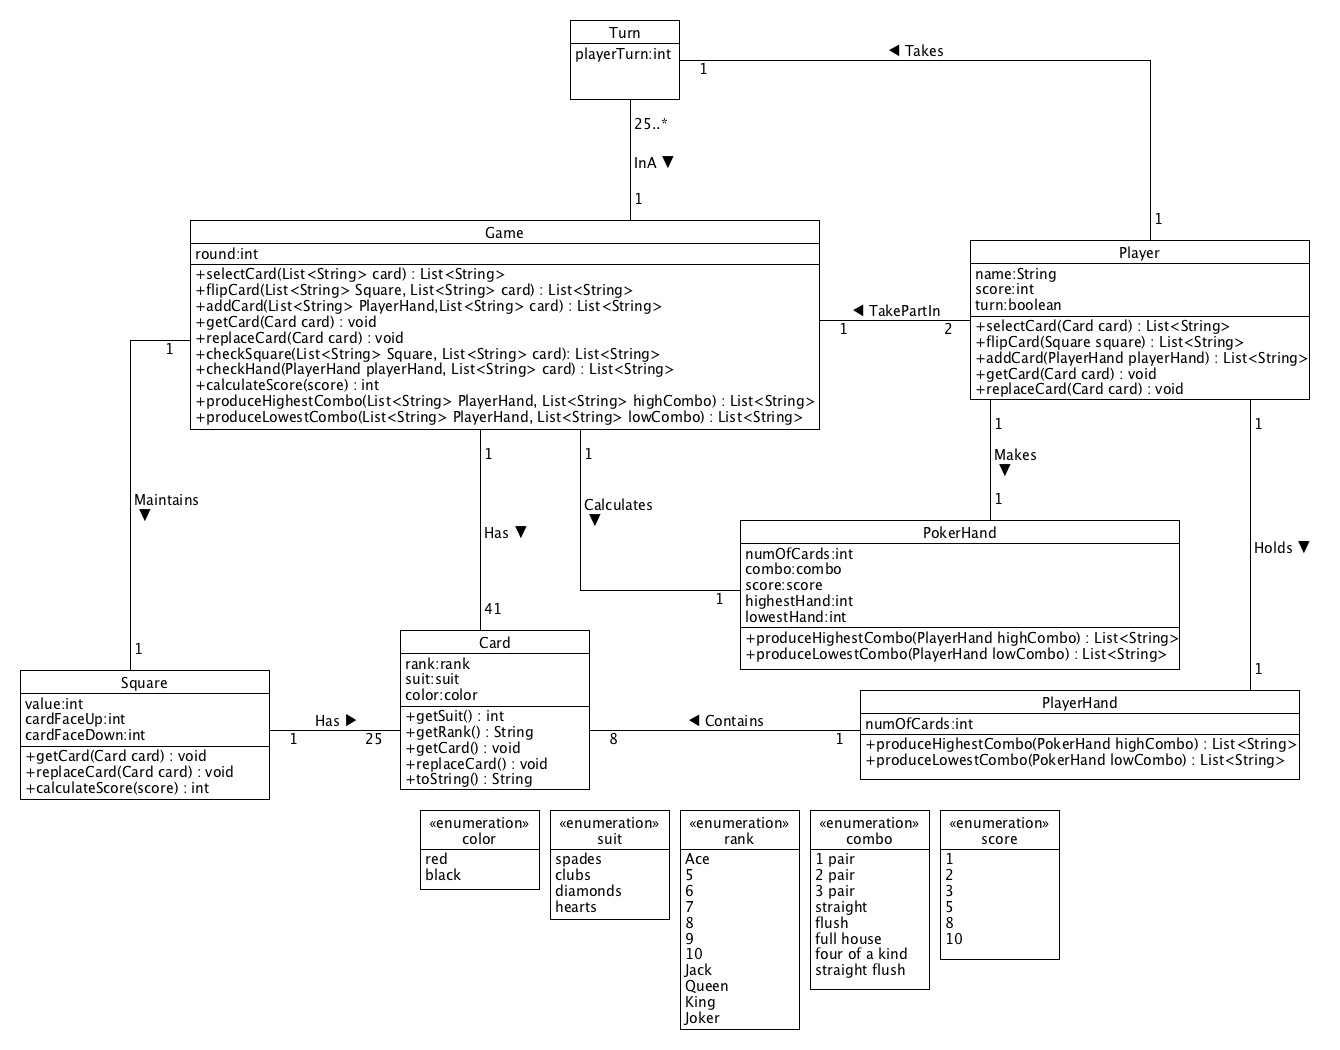 Turn
playerTurn:int
◀ Takes
1
25..*
InA ▼
1
1
Game
round:int
+selectCard(List<String> card) : List<String>
+flipCard(List<String> Square, List<String> card) : List<String>
+addCard(List<String> PlayerHand,List<String> card) : List<String>
+getCard(Card card) : void
+replaceCard(Card card) : void
+checkSquare(List<String> Square, List<String> card): List<String>
+checkHand(PlayerHand playerHand, List<String> card) : List<String>
+calculateScore(score) : int
+produceHighestCombo(List<String> PlayerHand, List<String> highCombo) : List<String>
+produceLowestCombo(List<String> PlayerHand, List<String> lowCombo) : List<String>
◀ TakePartIn
1
2
Player
name:String
score:int
turn:boolean
+selectCard(Card card) : List<String>
+flipCard(Square square) : List<String>
+addCard(PlayerHand playerHand) : List<String>
+getCard(Card card) : void
+replaceCard(Card card) : void
1
Maintains
▼
1
1
Has ▼
41
1
Calculates
▼
1
1
Makes
▼
1
1
Holds ▼
1
PokerHand
numOfCards:int
combo:combo
score:score
highestHand:int
lowestHand:int
+produceHighestCombo(PlayerHand highCombo) : List<String>
+produceLowestCombo(PlayerHand lowCombo) : List<String>
Square
value:int
cardFaceUp:int
cardFaceDown:int
+getCard(Card card) : void
+replaceCard(Card card) : void
+calculateScore(score) : int
Has ▶
1
25
Card
rank:rank
suit:suit
color:color
+getSuit() : int
+getRank() : String
+getCard() : void
+replaceCard() : void
+toString() : String
◀ Contains
8
1
PlayerHand
numOfCards:int
+produceHighestCombo(PokerHand highCombo) : List<String>
+produceLowestCombo(PokerHand lowCombo) : List<String>
«enumeration»
color
red
black
«enumeration»
suit
spades
clubs
diamonds
hearts
«enumeration»
rank
Ace
5
6
7
8
9
10
Jack
Queen
King
Joker
«enumeration»
combo
1 pair
2 pair
3 pair
straight
flush
full house
four of a kind
straight flush
«enumeration»
score
1
2
3
5
8
10